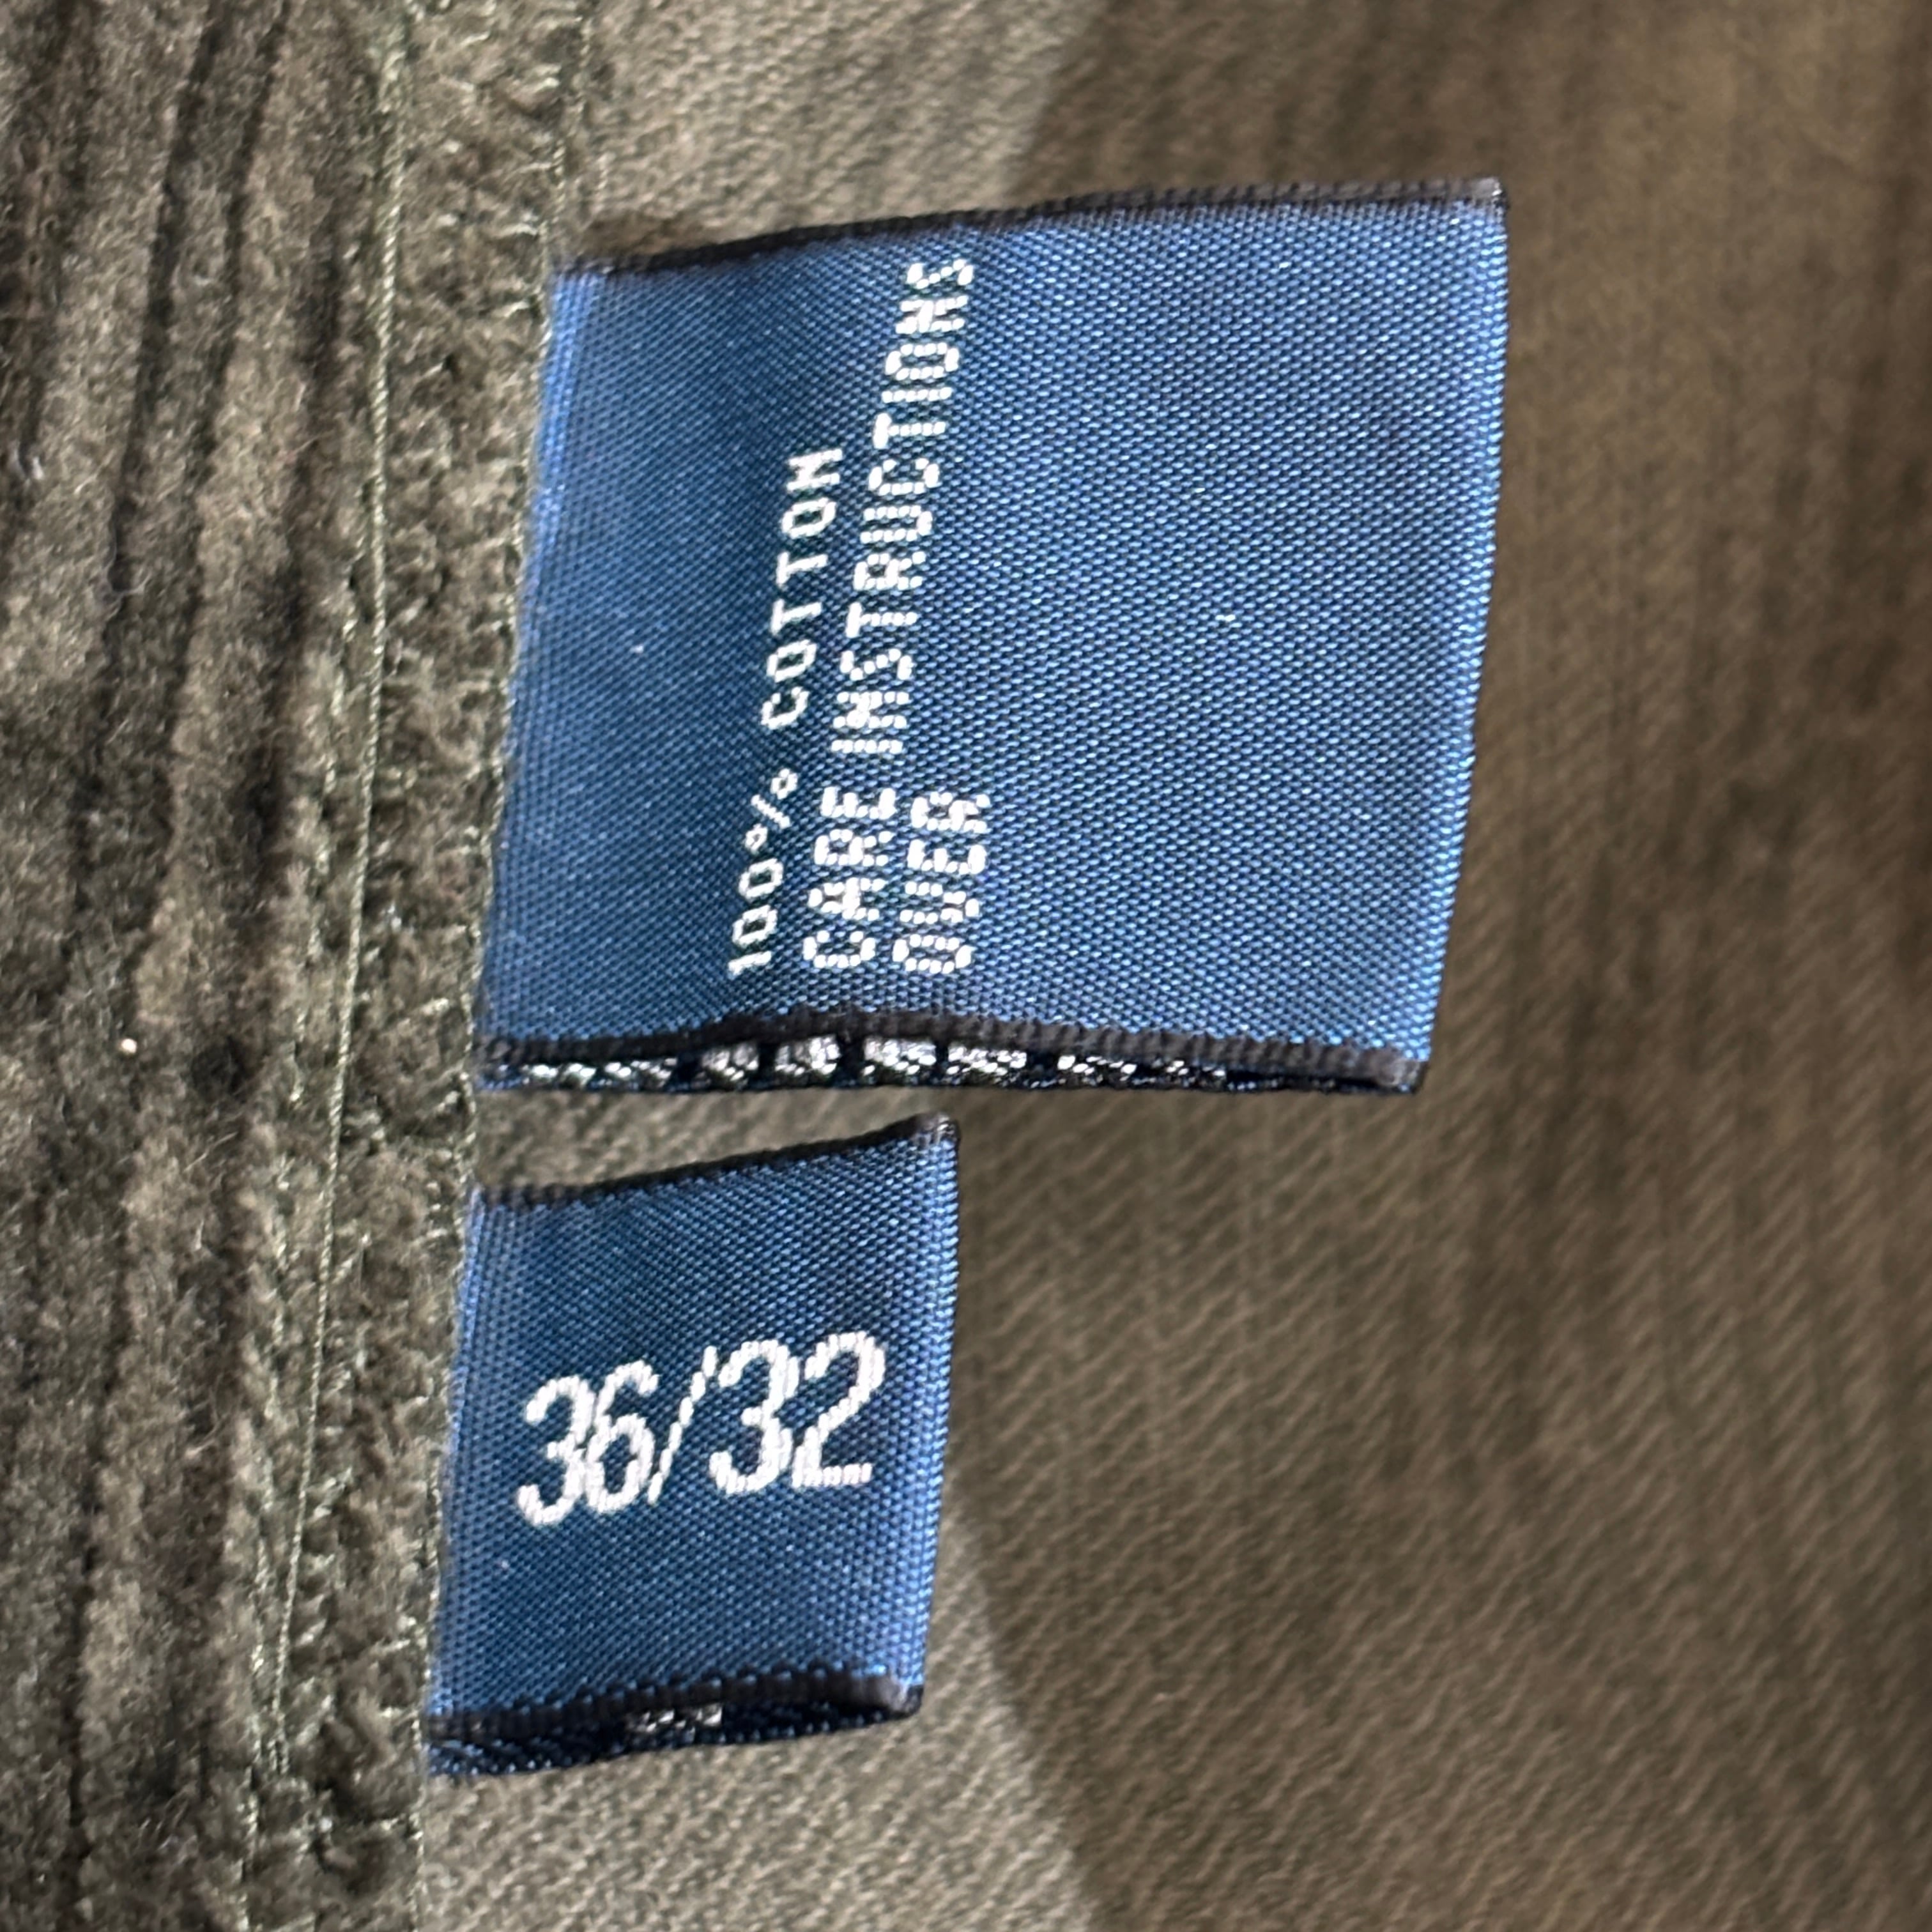 100% COTTON
CARE INSTRUCTIONS
OVER
36/32